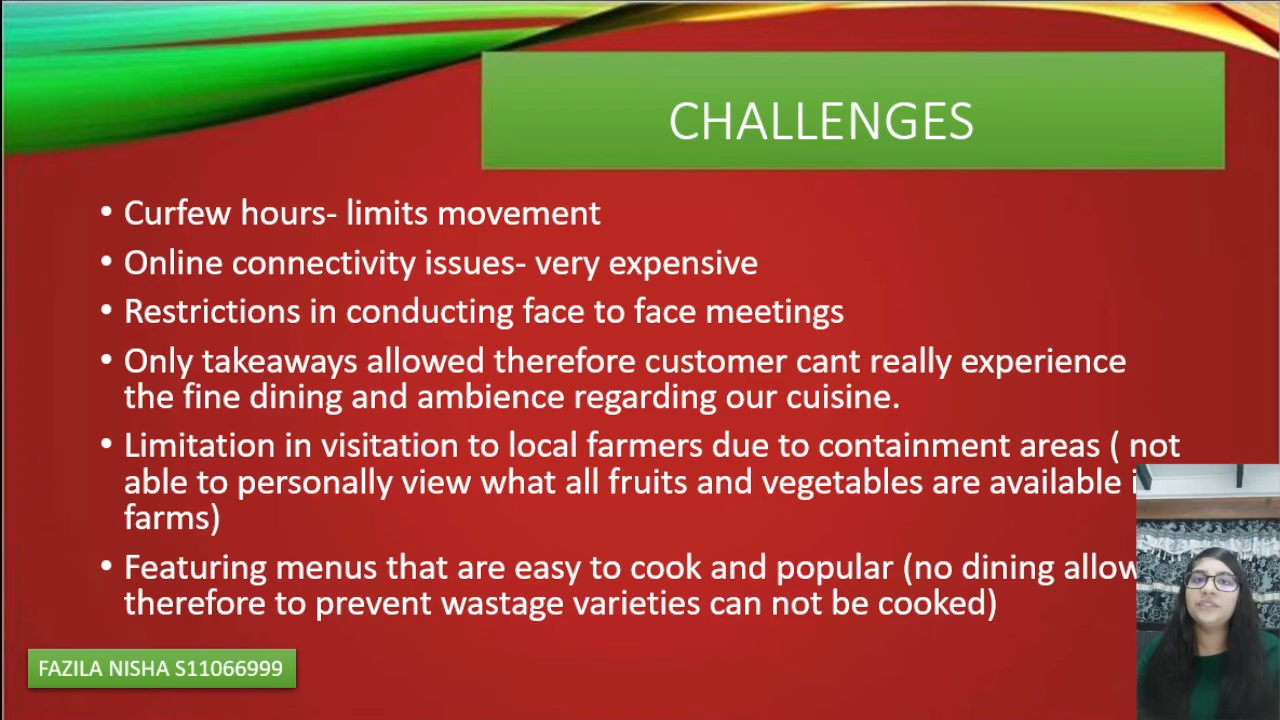 CHALLENGES
• Curfew hours- limits movement
• Online connectivity issues- very expensive
• Restrictions in conducting face to face meetings
• Only takeaways allowed therefore customer cant really experience
the fine dining and ambience regarding our cuisine.
• Limitation in visitation to local farmers due to containment areas ( not
able to personally view what all fruits and vegetables are available
farms)
• Featuring menus that are easy to cook and popular (no dining
therefore to prevent wastage varieties can not be cooked)
FAZILA NISHA S11066999